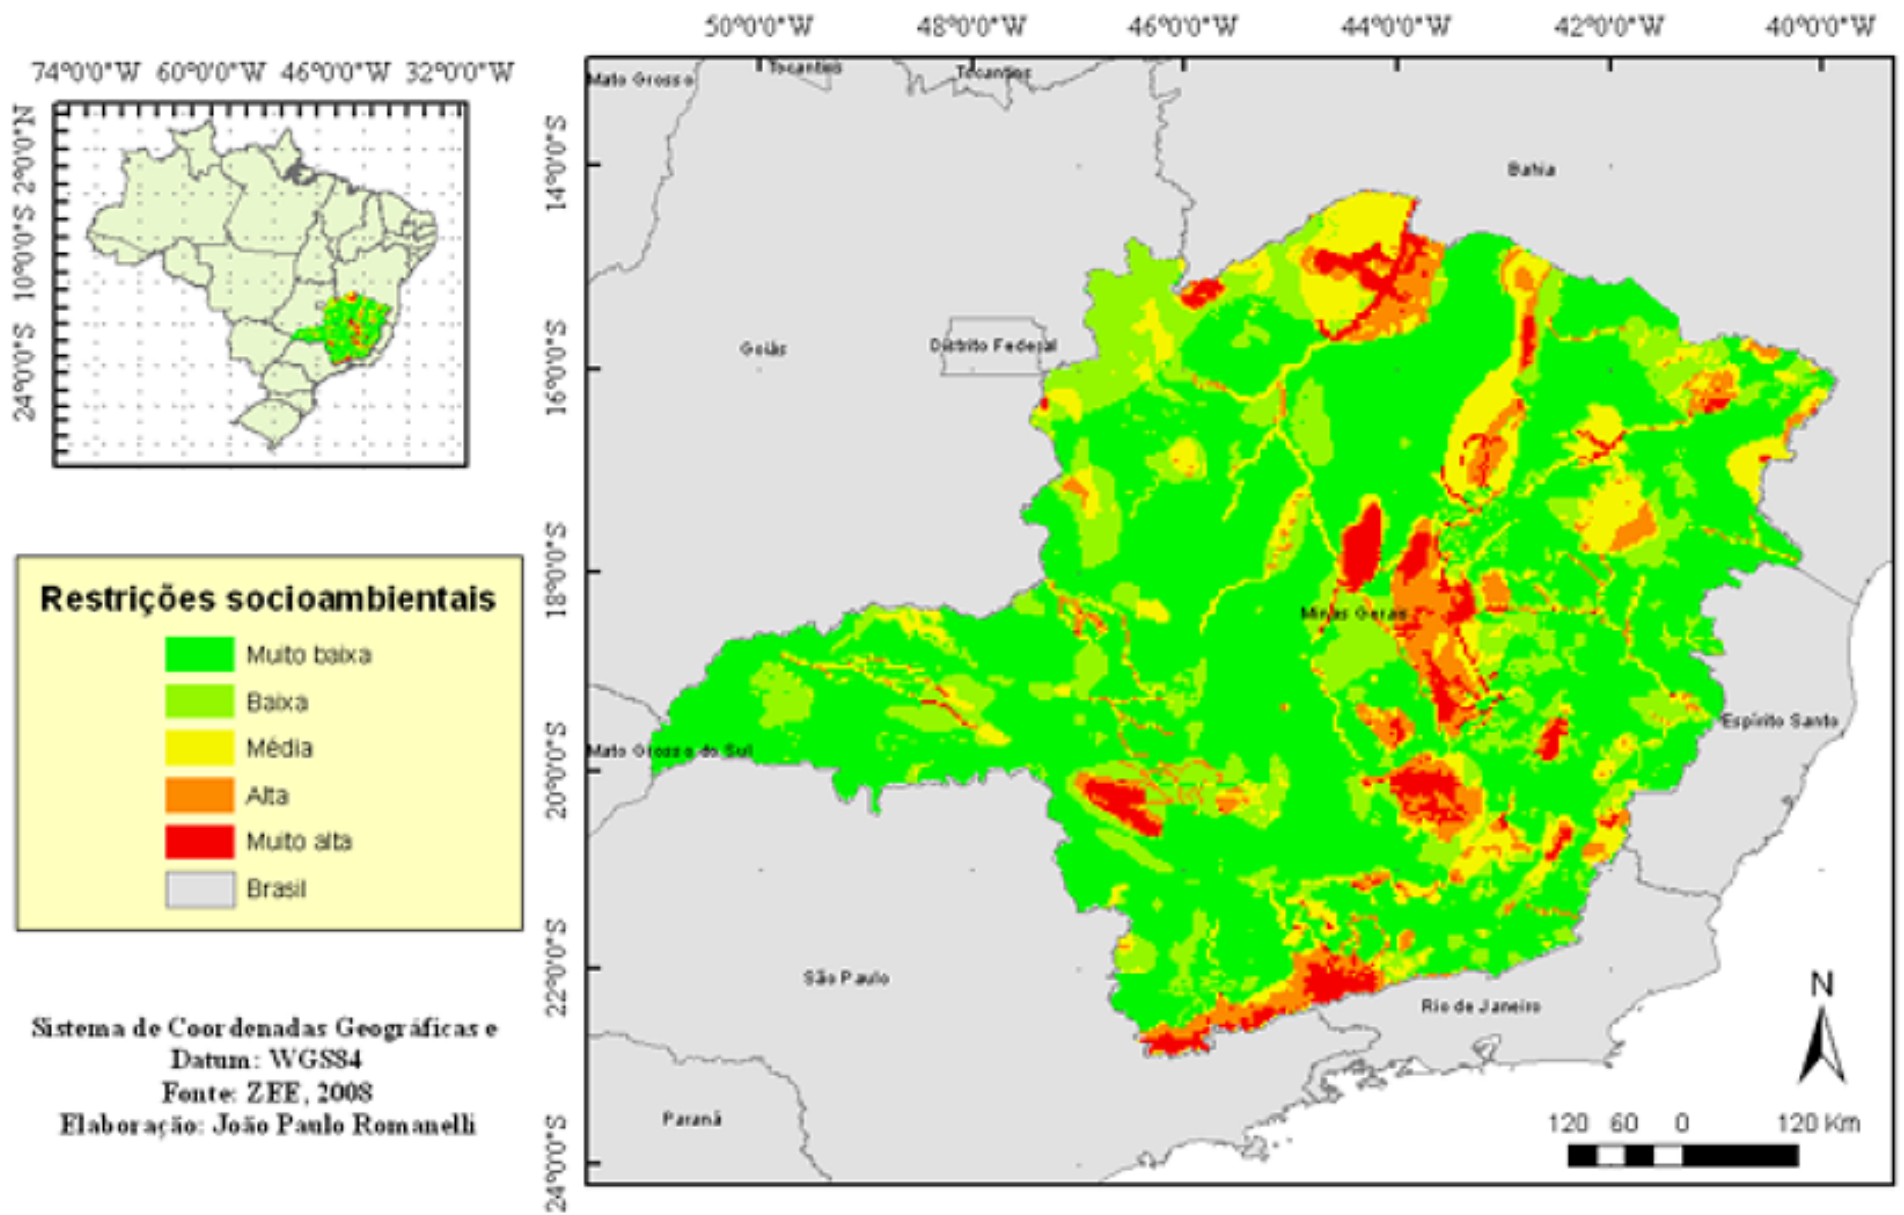 50°0'0"W 48°0'0"W 46°0'0"W 44°0'0"W 42°0'0"W 40°0'0"W
74°0'0"W 60°0'0"W 46°0'0"W 32°0'0"W
2°0'0"N
10°0'0"S
24°0'0"S
14°0'0"S
16°0'0"S
18°0'0"S
20°0'0"S
22°0'0"S
24°0'0"S
Mato Grosso
Tocantins
Tocantins
Bahia
Goiás
Distrito Federal
Minas Gerais
Espírito Santo
Mato Grosso do Sul
São Paulo
Rio de Janeiro
Paraná
Restrições socioambientais
Muito baixa
Baixa
Média
Alta
Muito alta
Brasil
Sistema de Coordenadas Geográficas e
Datum: WGS84
Fonte: ZEE, 2008
Elaboração: João Paulo Romanelli
N
120 60 0 120 Km